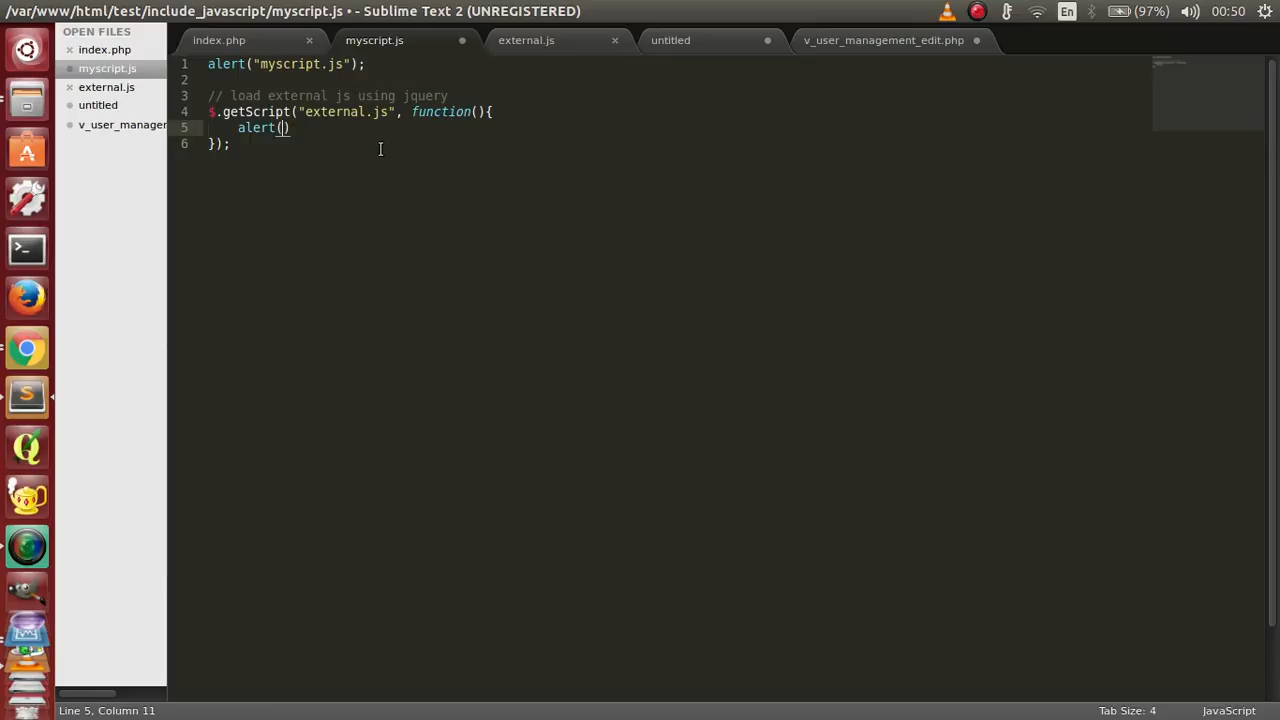 /var/www/html/test/include_javascript/myscript.js • - Sublime Text 2 (UNREGISTERED)
En
(97%)
00:50
OPEN FILES
index.php
myscript.js
external.js
untitled
v_user_manager
index.php
myscript.js
external.js
untitled
v_user_management_edit.php
1 alert("myscript.js");
2
3 // load external js using jquery
4 $.getScript("external.js", function(){
5 alert()
6 });
Line 5, Column 11
Tab Size: 4
JavaScript